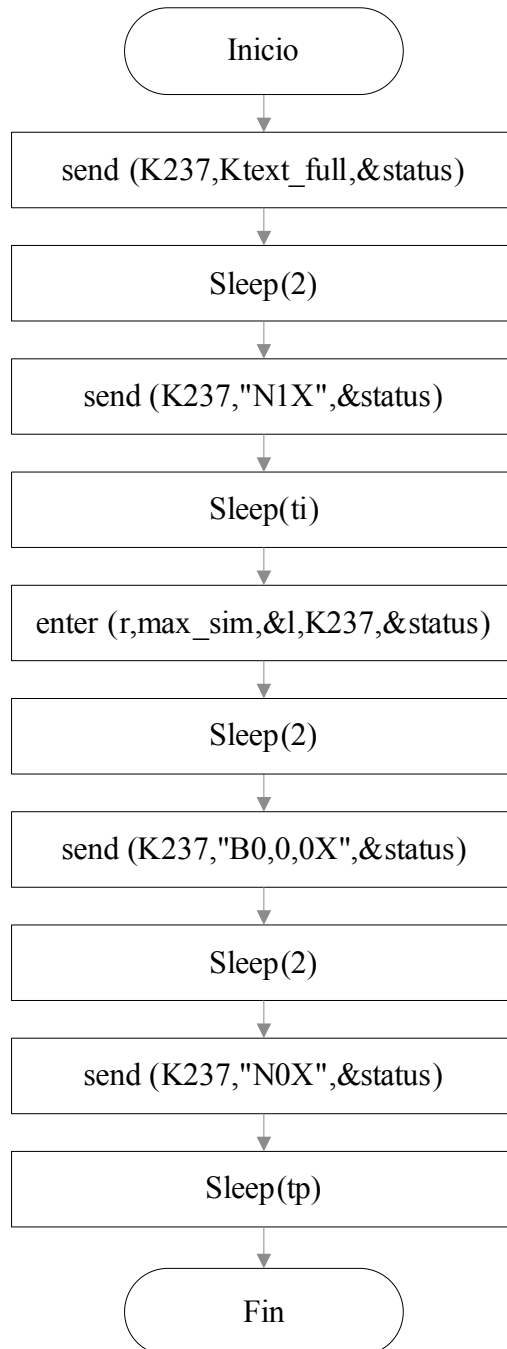 Inicio
send (K237,Ktext_full,&status)
Sleep(2)
send (K237,"N1X",&status)
Sleep(ti)
enter (r,max_sim,&l,K237,&status)
Sleep(2)
send (K237,"B0,0,0X",&status)
Sleep(2)
send (K237,"N0X",&status)
Sleep(tp)
Fin